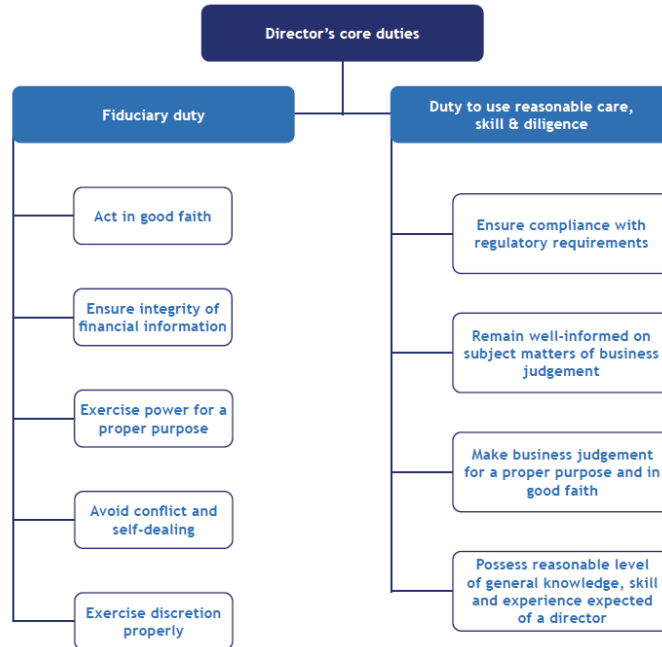 Director's core duties
Fiduciary duty
Act in good faith
Ensure integrity of
financial information
Exercise power for a
proper purpose
Avoid conflict and
self-dealing
Exercise discretion
properly
Duty to use reasonable care,
skill & diligence
Ensure compliance with
regulatory requirements
Remain well-informed on
subject matters of business
judgement
Make business judgement
for a proper purpose and in
good faith
Possess reasonable level
of general knowledge, skill
and experience expected
of a director